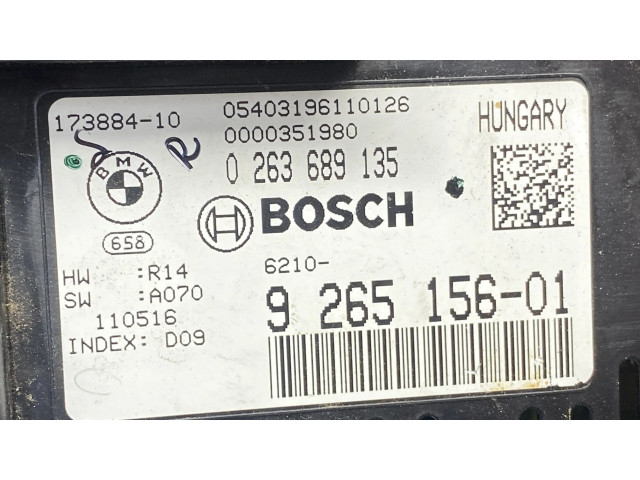 173884-10
05403196110126
0000351980
HUNGARY
BMW
0 263 689 135
BOSCH
658
6210-
HW :R14
SW :A070
110516
INDEX: D09
9 265 156-01